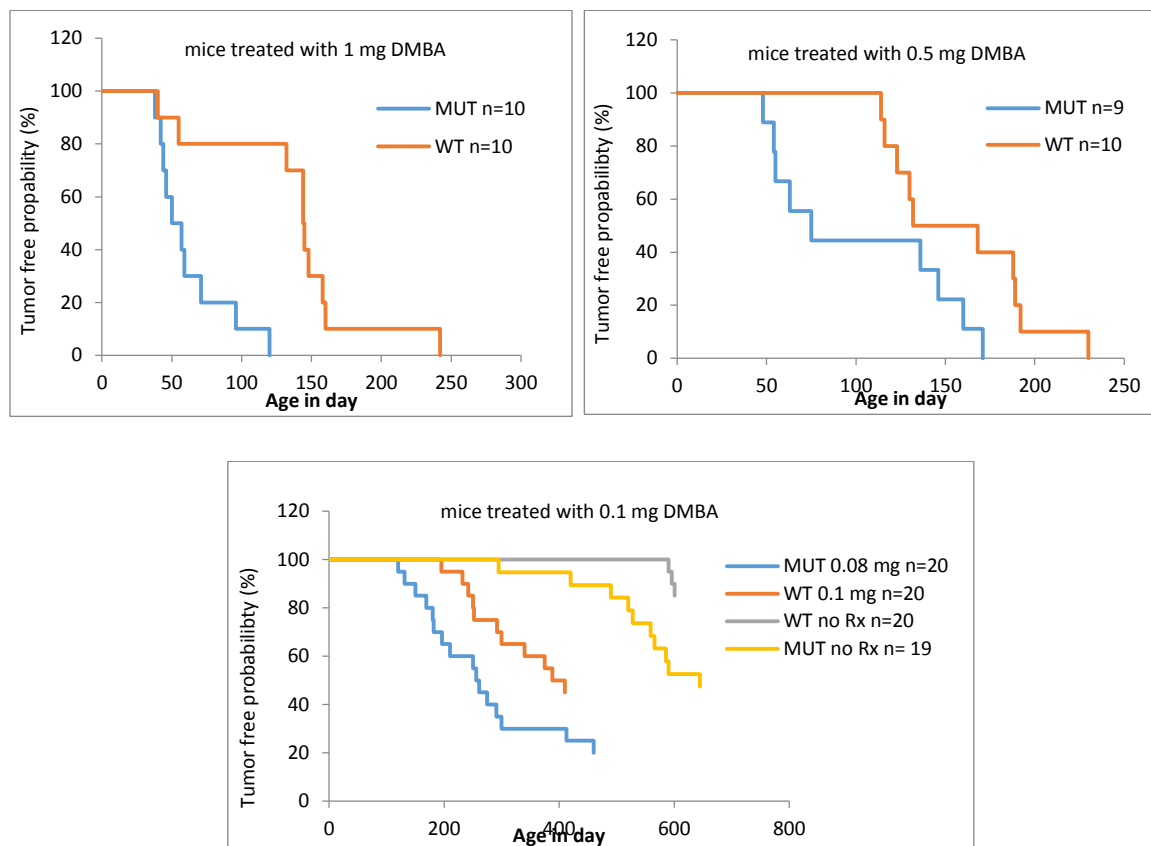 mice treated with 1 mg DMBA
Tumor free propability (%)
120
100
80
60
40
20
0
0 50 100 150 200 250 300
Age in day
MUT n=10
WT n=10
mice treated with 0.5 mg DMBA
Tumor free propabilibty (%)
120
100
80
60
40
20
0
0 50 100 150 200 250
Age in day
MUT n=9
WT n=10
mice treated with 0.1 mg DMBA
Tumor free probabilibty (%)
120
100
80
60
40
20
0
0 200 400 600 800
Age in day
MUT 0.08 mg n=20
WT 0.1 mg n=20
WT no Rx n=20
MUT no Rx n= 19